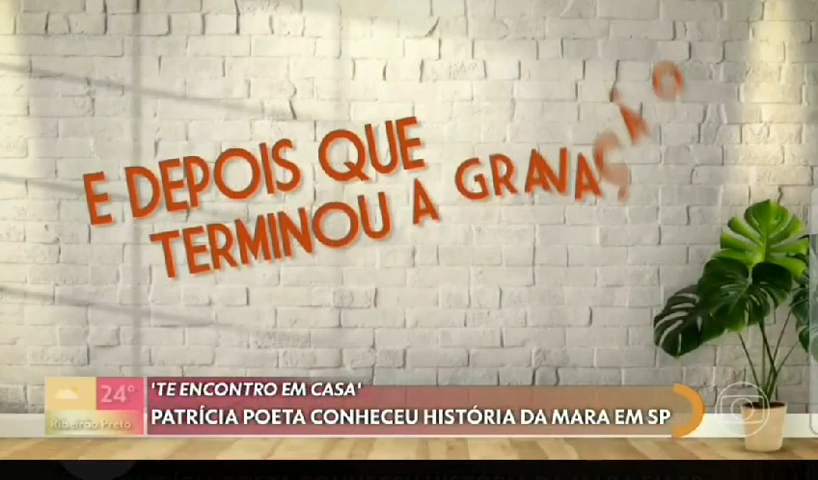 E DEPOIS QUE
TERMINOU A GRAVAÇÃO
24°
Ribeirão Preto
'TE ENCONTRO EM CASA'
PATRÍCIA POETA CONHECEU HISTÓRIA DA MARA EM SP